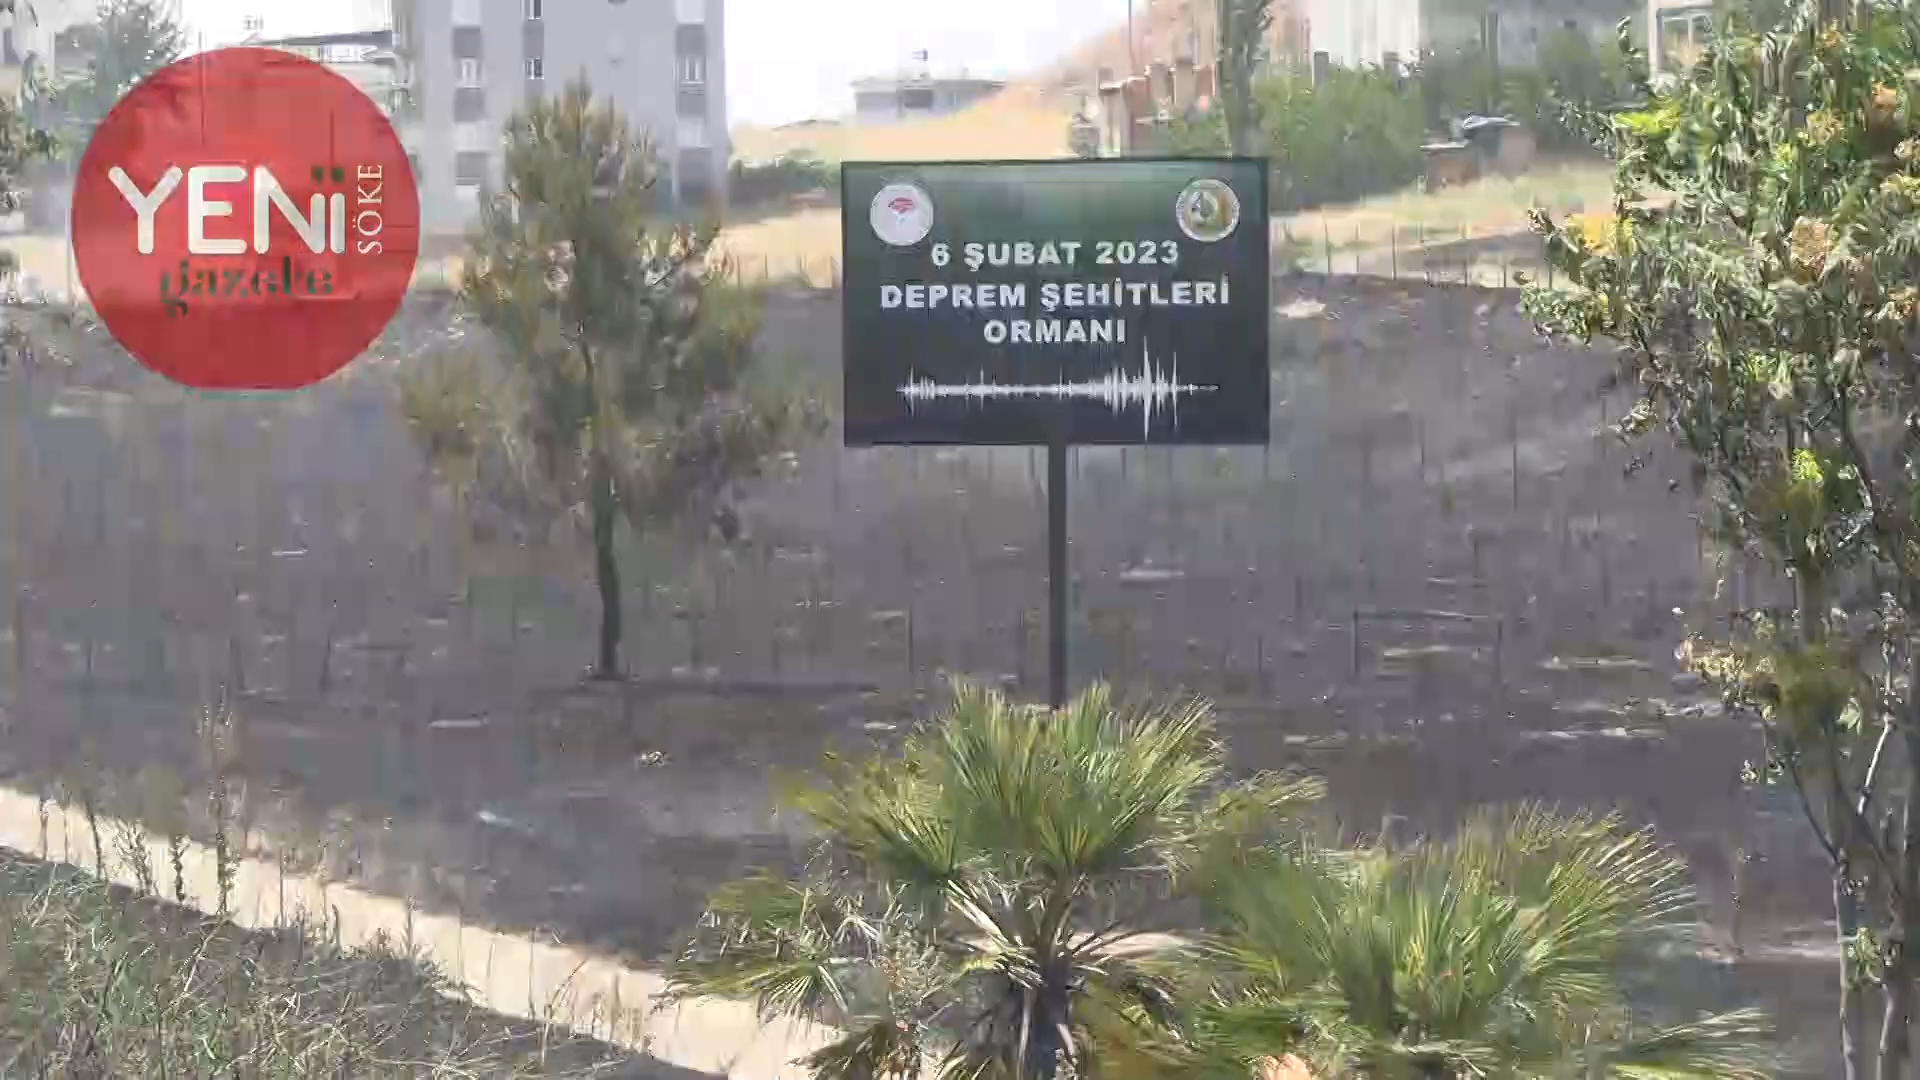 YENİ
SÖKE
gazete
6 ŞUBAT 2023
DEPREM ŞEHİTLERİ
ORMANI